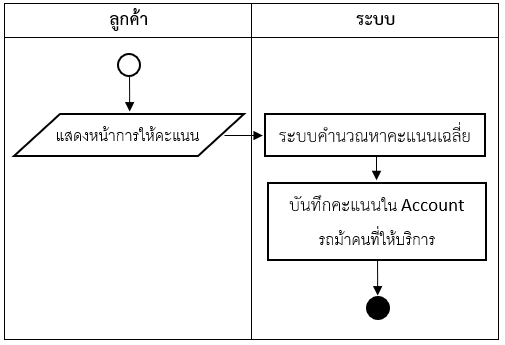 ลูกค้า
ระบบ
แสดงหน้าการให้คะแนน
ระบบคำนวณหาคะแนนเฉลี่ย
บันทึกคะแนนใน Account
รถม้าคนที่ให้บริการ